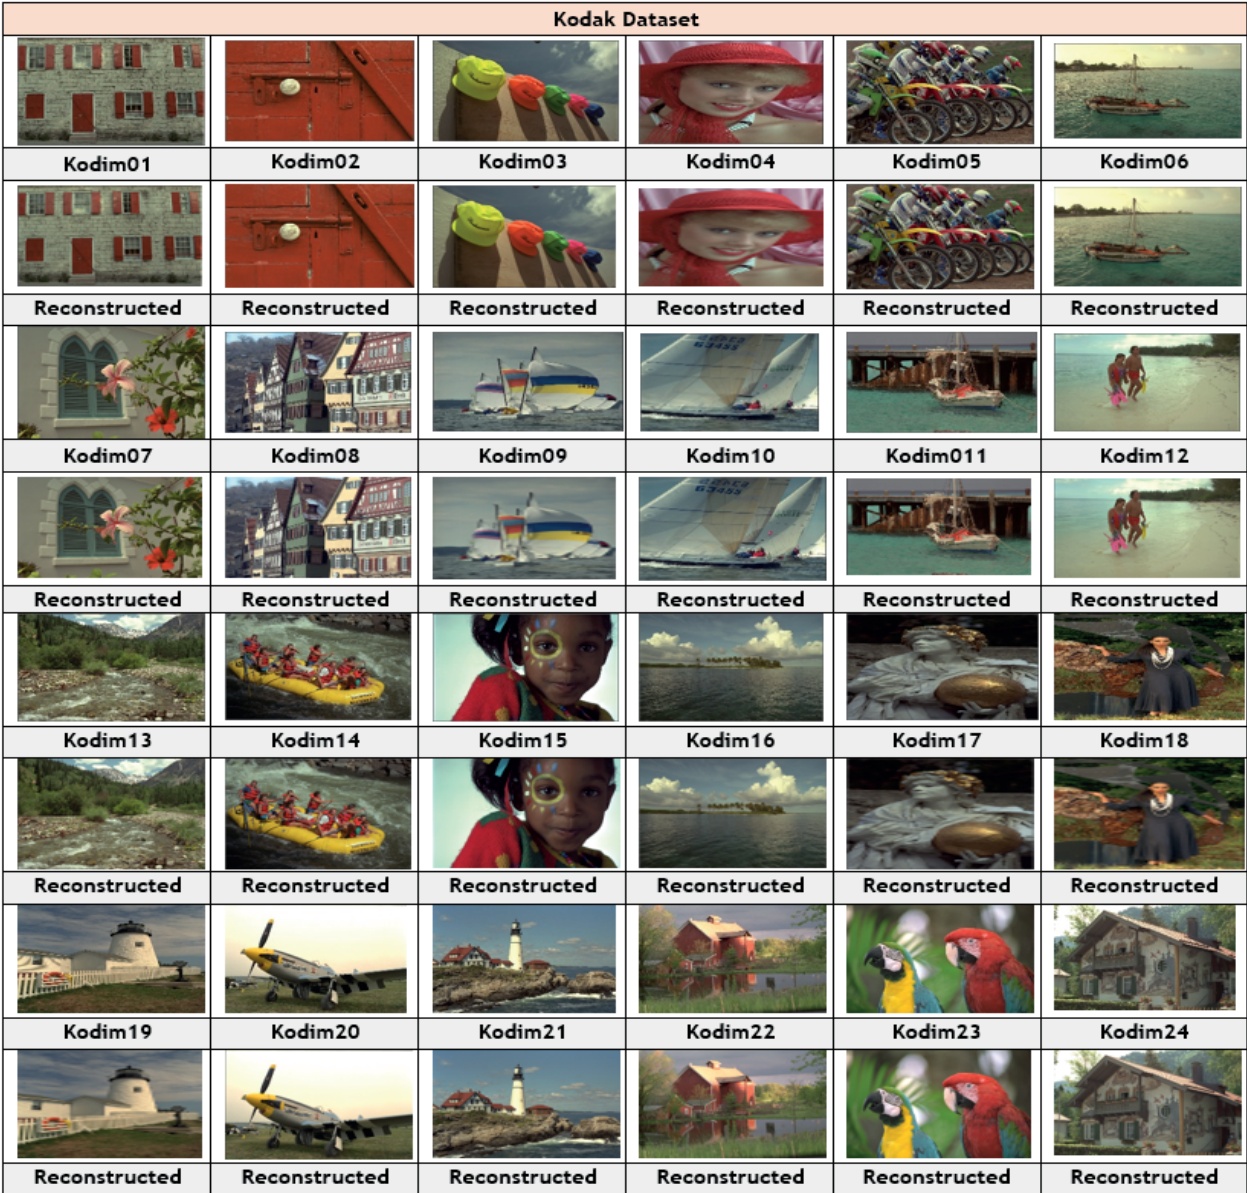 Kodak Dataset
Kodim01 Kodim02 Kodim03 Kodim04 Kodim05 Kodim06
Reconstructed Reconstructed Reconstructed Reconstructed Reconstructed Reconstructed
Kodim07 Kodim08 Kodim09 Kodim10 Kodim011 Kodim12
Reconstructed Reconstructed Reconstructed Reconstructed Reconstructed Reconstructed
Kodim13 Kodim14 Kodim15 Kodim16 Kodim17 Kodim18
Reconstructed Reconstructed Reconstructed Reconstructed Reconstructed Reconstructed
Kodim19 Kodim20 Kodim21 Kodim22 Kodim23 Kodim24
Reconstructed Reconstructed Reconstructed Reconstructed Reconstructed Reconstructed